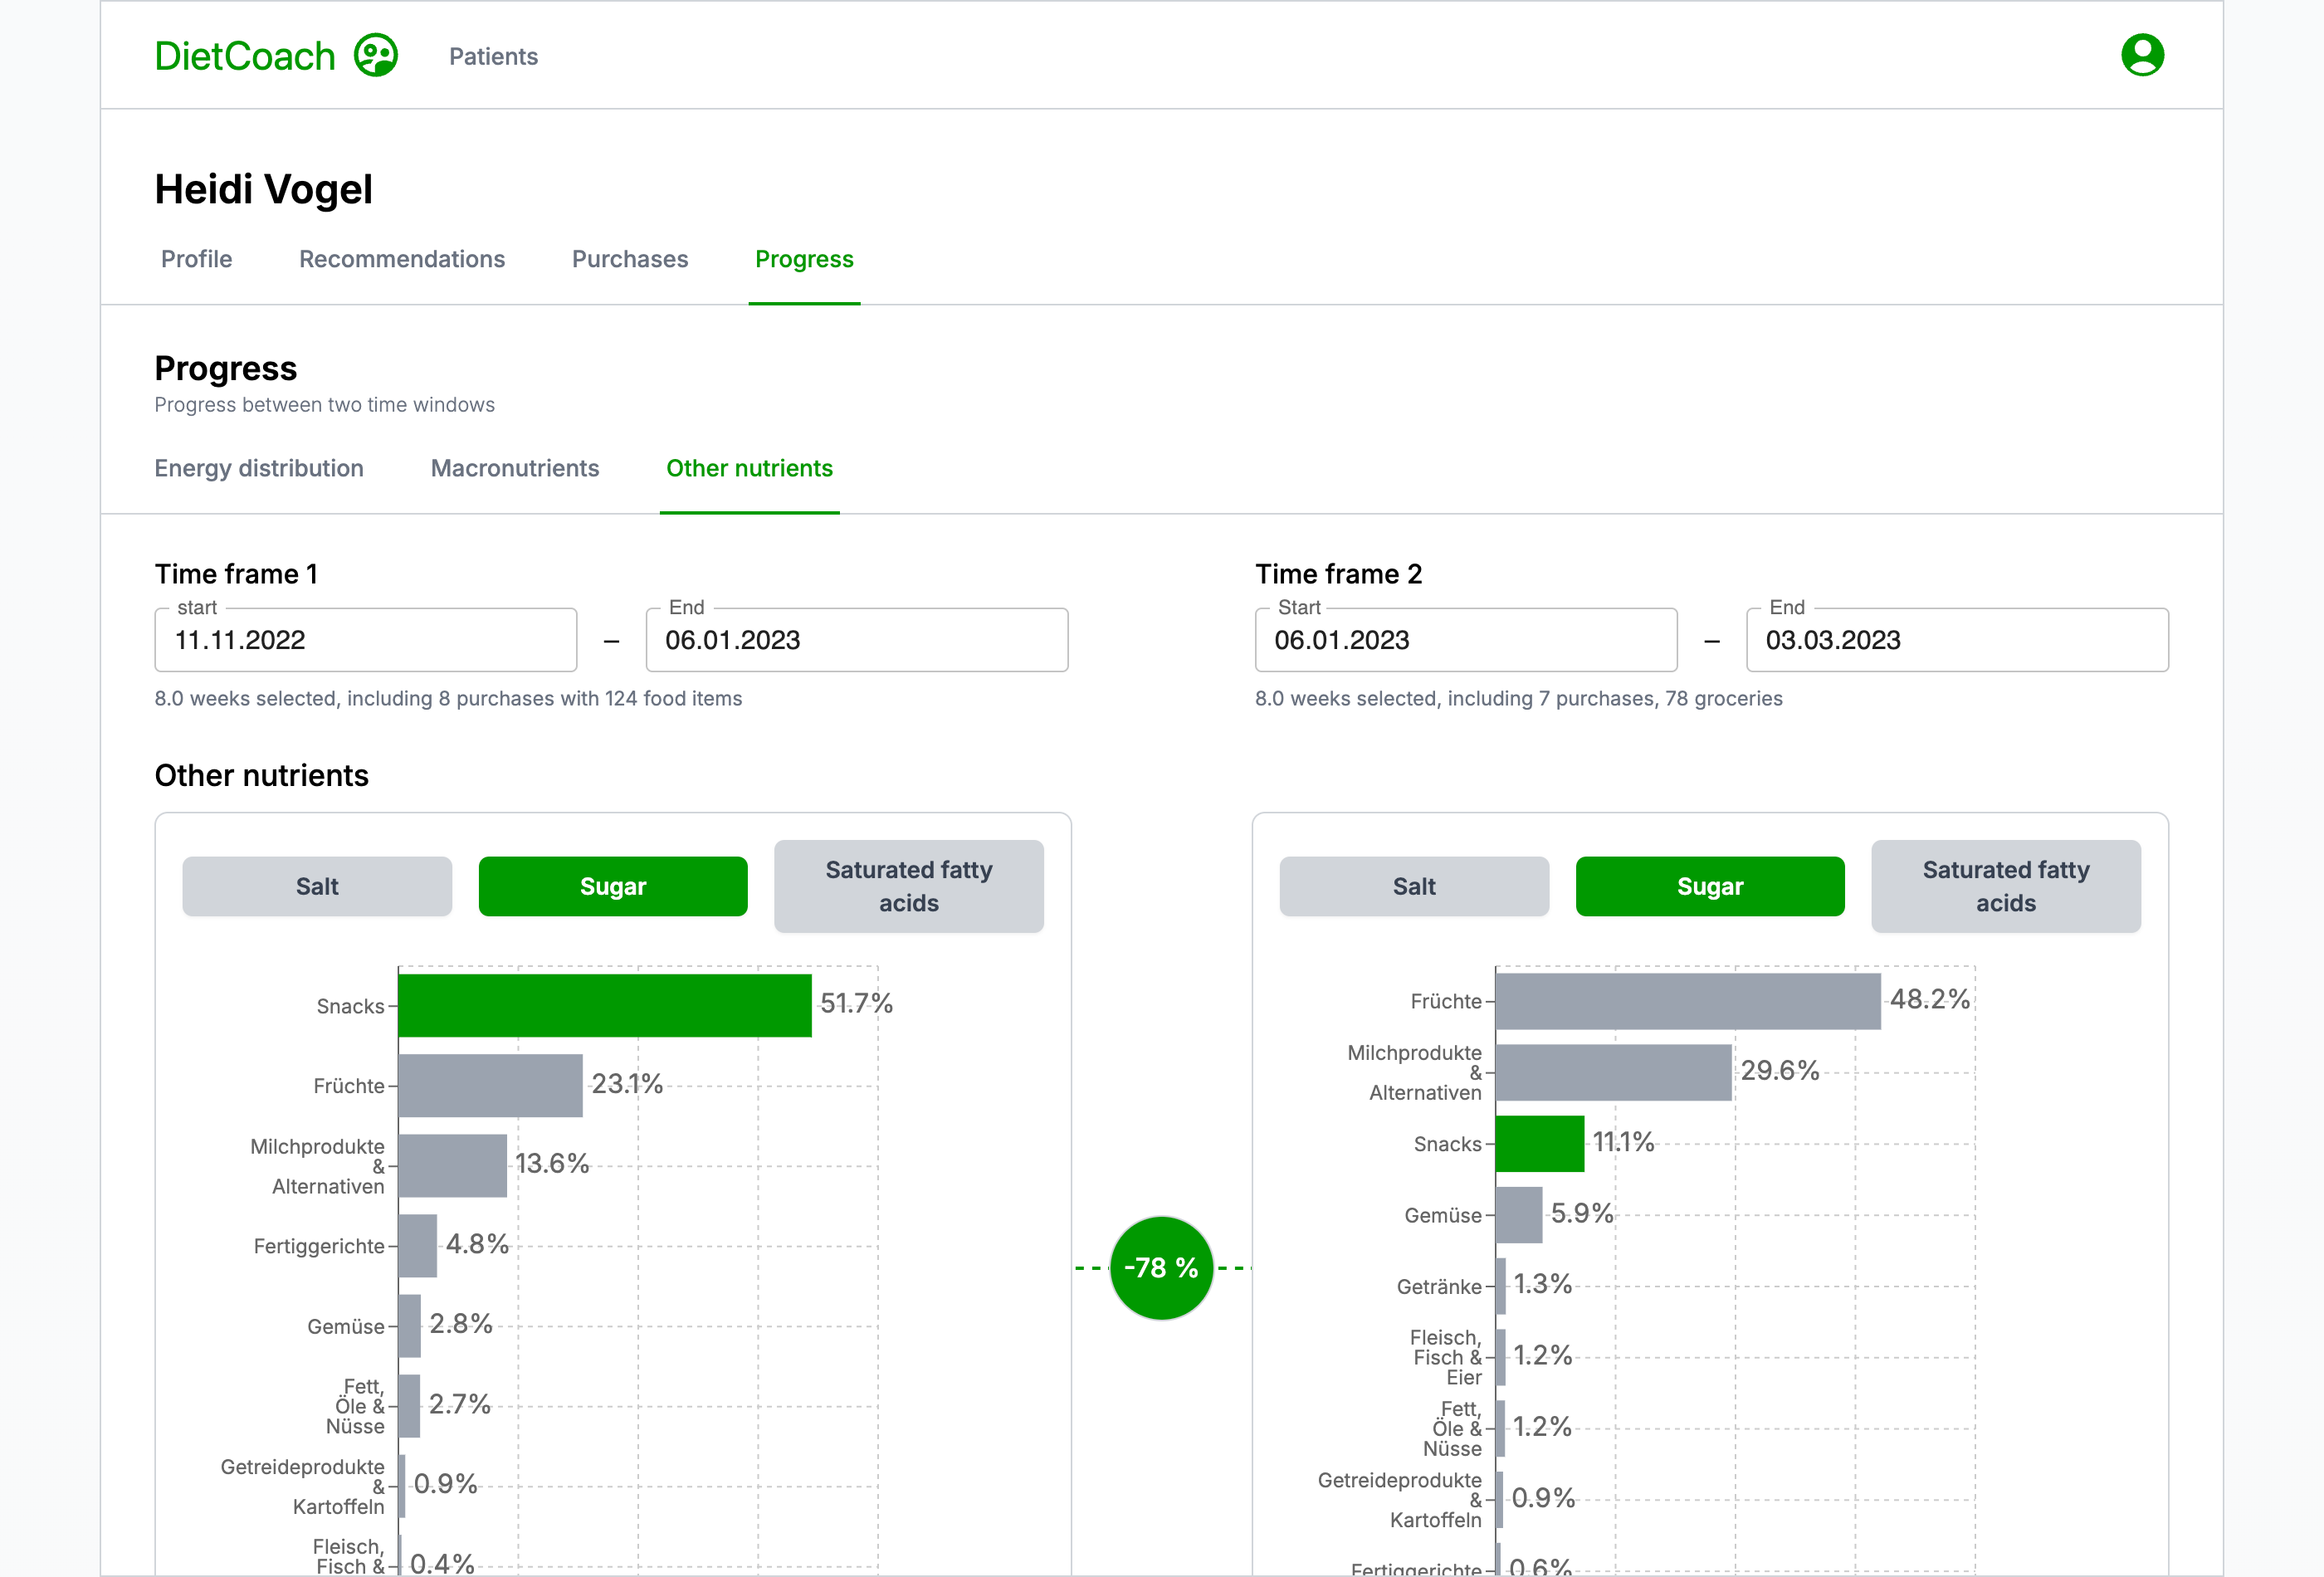 DietCoach
Patients
Heidi Vogel
Profile
Recommendations
Purchases
Progress
Progress
Progress between two time windows
Energy distribution
Macronutrients
Other nutrients
Time frame 1
start
11.11.2022
–
End
06.01.2023
8.0 weeks selected, including 8 purchases with 124 food items
Time frame 2
Start
06.01.2023
–
End
03.03.2023
8.0 weeks selected, including 7 purchases, 78 groceries
Other nutrients
Salt
Sugar
Saturated fatty
acids
Snacks
51.7%
Früchte
23.1%
Milchprodukte
&
Alternativen
13.6%
Fertiggerichte
4.8%
Gemüse
2.8%
Fett,
Öle &
Nüsse
2.7%
Getreideprodukte
&
Kartoffeln
0.9%
Fleisch,
Fisch &
0.4%
-78 %
Salt
Sugar
Saturated fatty
acids
Früchte
48.2%
Milchprodukte
&
Alternativen
29.6%
Snacks
11.1%
Gemüse
5.9%
Getränke
1.3%
Fleisch,
Fisch &
Eier
1.2%
Fett,
Öle &
Nüsse
1.2%
Getreideprodukte
&
Kartoffeln
0.9%
Fertiggerichte
0.6%